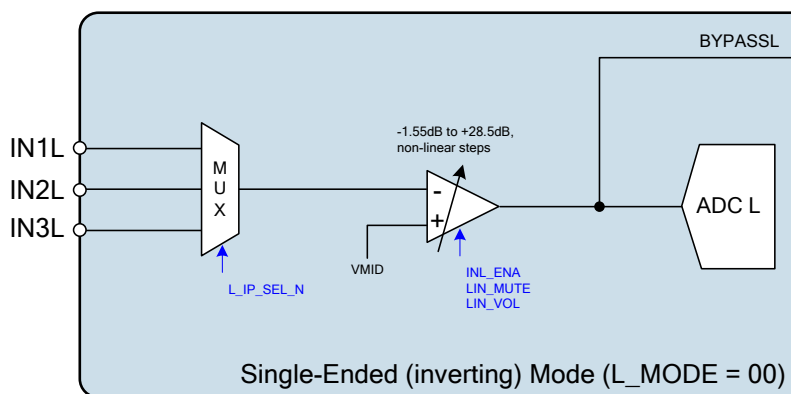 BYPASSL
-1.55dB to +28.5dB,
non-linear steps
IN1L
IN2L
IN3L
M
U
X
-
+
ADC L
VMID
L_IP_SEL_N
INL_ENA
LIN_MUTE
LIN_VOL
Single-Ended (inverting) Mode (L_MODE = 00)